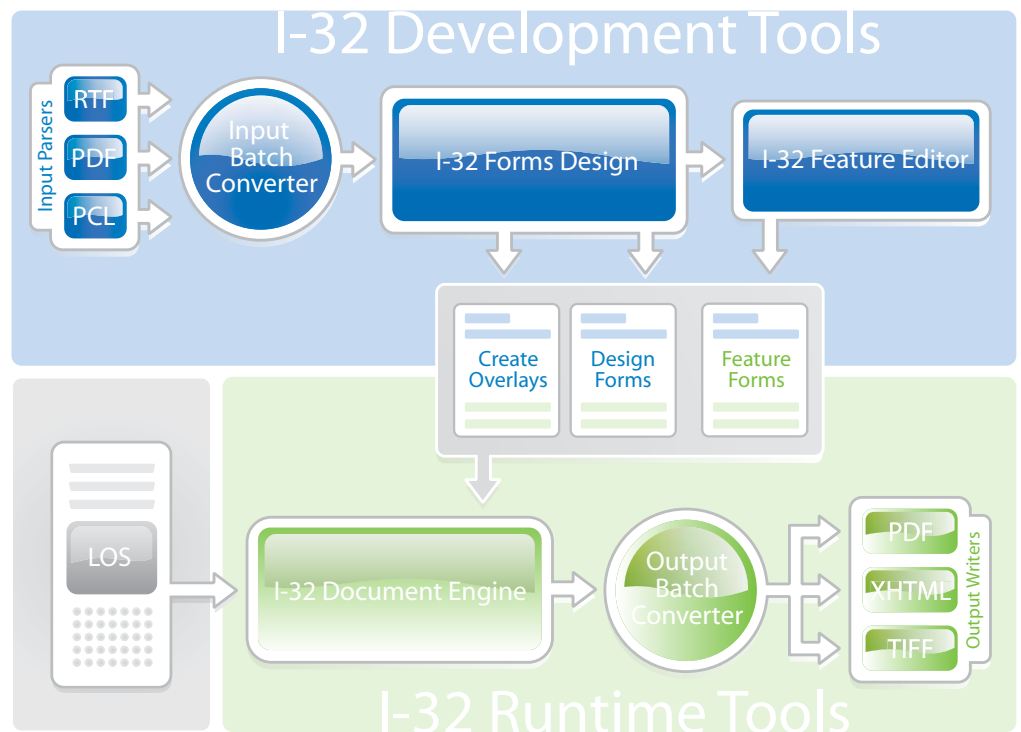 I-32 Development Tools
Input Parsers
RTF
PDF
PCL
Input
Batch
Converter
I-32 Forms Design
I-32 Feature Editor
Create
Overlays
Design
Forms
Feature
Forms
LOS
I-32 Document Engine
Output
Batch
Converter
PDF
XHTML
TIFF
Output Writers
I-32 Runtime Tools